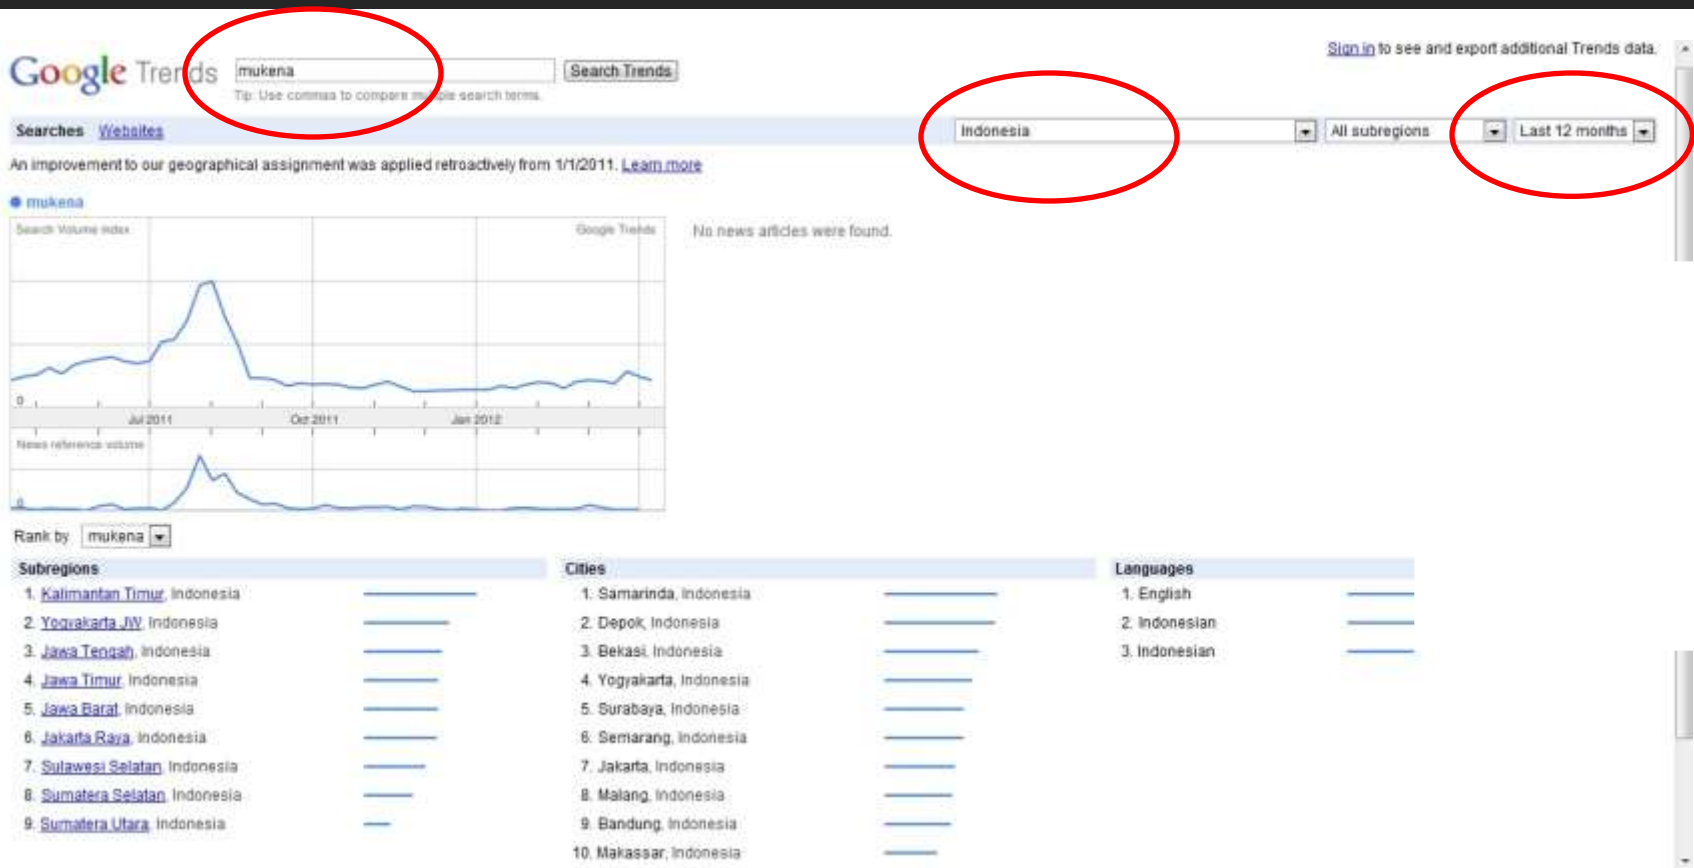 Sign in to see and export additional Trends data.
Google Trends mukena Search Trends
Tip: Use commas to compare multiple search terms.
Searches Websites Indonesia All subregions Last 12 months
An improvement to our geographical assignment was applied retroactively from 1/1/2011. Learn more
mukena
Search Volume index Google Trends
No news articles were found.
0
Jul 2011 Oct 2011 Jan 2012
News reference volume
0
Rank by mukena
Subregions
1. Kalimantan Timur, Indonesia
2. Yogyakarta JW, Indonesia
3. Jawa Tengah, Indonesia
4. Jawa Timur, Indonesia
5. Jawa Barat, Indonesia
6. Jakarta Raya, Indonesia
7. Sulawesi Selatan, Indonesia
8. Sumatera Selatan, Indonesia
9. Sumatera Utara, Indonesia
Cities
1. Samarinda, Indonesia
2. Depok, Indonesia
3. Bekasi, Indonesia
4. Yogyakarta, Indonesia
5. Surabaya, Indonesia
6. Semarang, Indonesia
7. Jakarta, Indonesia
8. Malang, Indonesia
9. Bandung, Indonesia
10. Makassar, Indonesia
Languages
1. English
2. Indonesian
3. Indonesian